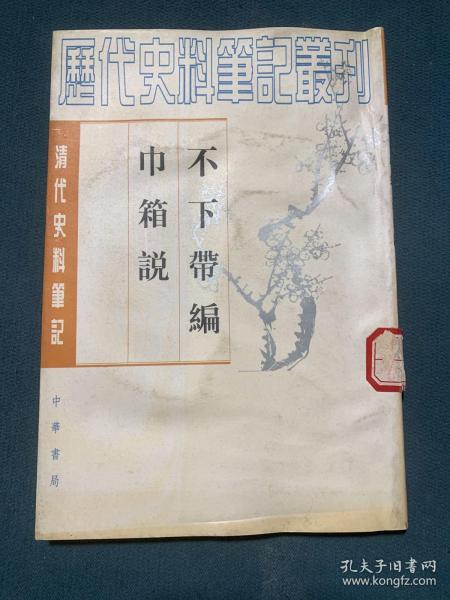 歷代史料筆記叢刊
清代史料筆記
不下帶編
巾箱説
中華書局
孔夫子旧书网
www.kongfz.com